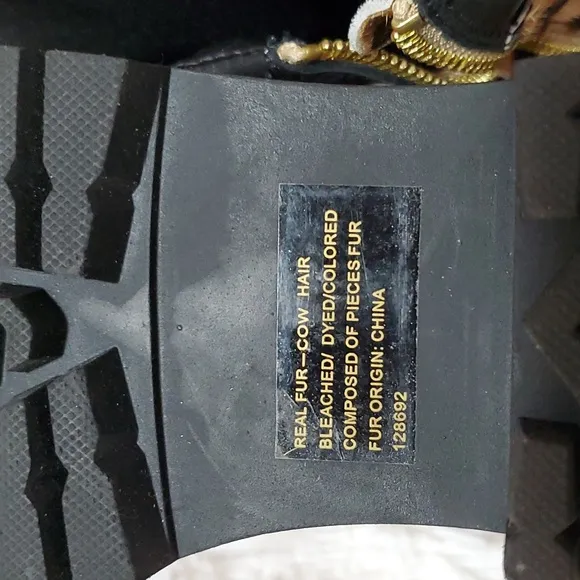 REAL FUR-COW HAIR
BLEACHED/ DYED/COLORED
COMPOSED OF PIECES FUR
FUR ORIGIN: CHINA
128692